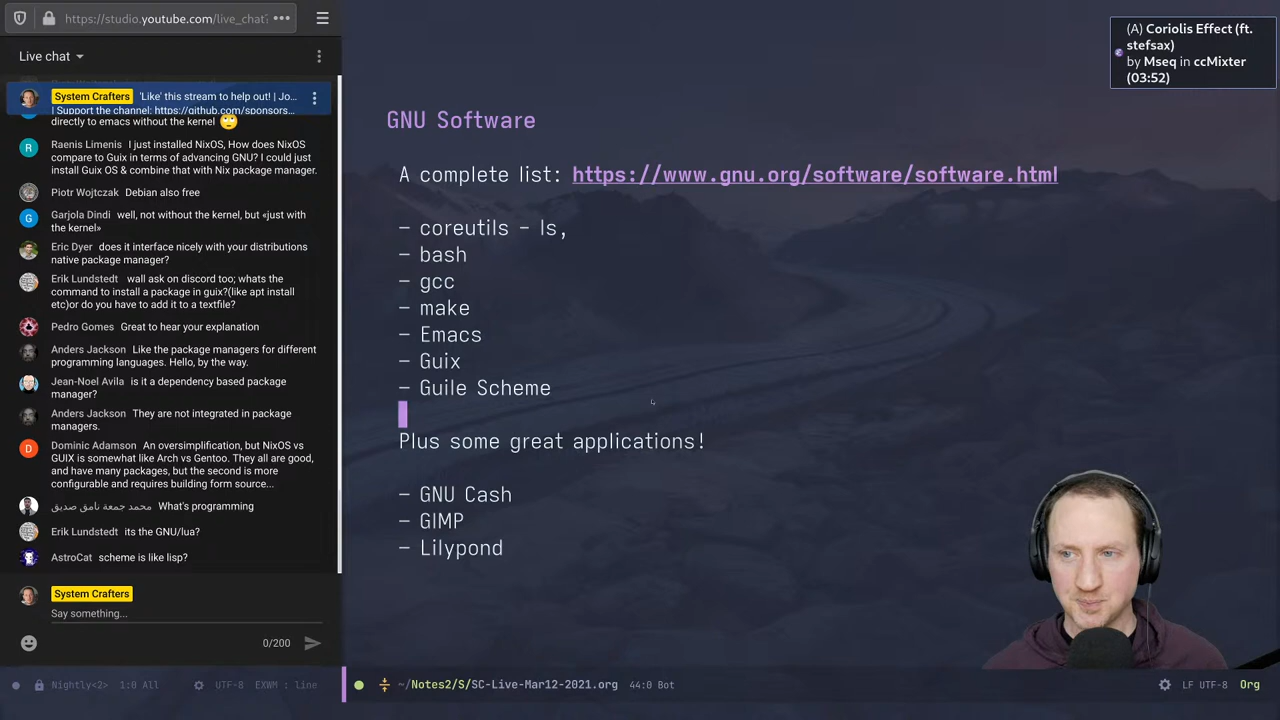 https://studio.youtube.com/live_chat?
Live chat
System Crafters 'Like' this stream to help out! | Jo...
| Support the channel: https://github.com/sponsors...
directly to emacs without the kernel 🙄
Raenis Limenis I just installed NixOS, How does NixOS
compare to Guix in terms of advancing GNU? I could just
install Guix OS & combine that with Nix package manager.
Piotr Wojtczak Debian also free
Garjola Dindi well, not without the kernel, but «just with
the kernel»
Eric Dyer does it interface nicely with your distributions
native package manager?
Erik Lundstedt wall ask on discord too; whats the
command to install a package in guix?(like apt install
etc)or do you have to add it to a textfile?
Pedro Gomes Great to hear your explanation
Anders Jackson Like the package managers for different
programming languages. Hello, by the way.
Jean-Noel Avila is it a dependency based package
manager?
Anders Jackson They are not integrated in package
managers.
Dominic Adamson An oversimplification, but NixOS vs
GUIX is somewhat like Arch vs Gentoo. They all are good,
and have many packages, but the second is more
configurable and requires building form source...
محمد جمعة نامق صديق What's programming
Erik Lundstedt its the GNU/lua?
AstroCat scheme is like lisp?
System Crafters
Say something...
0/200
Nightly<2> 1:0 All UTF-8 EXWM : line
GNU Software
A complete list: https://www.gnu.org/software/software.html
- coreutils - ls,
- bash
- gcc
- make
- Emacs
- Guix
- Guile Scheme
Plus some great applications!
- GNU Cash
- GIMP
- Lilypond
~/Notes2/S/SC-Live-Mar12-2021.org 44:0 Bot LF UTF-8 Org
(A) Coriolis Effect (ft.
stefsax)
by Mseq in ccMixter
(03:52)